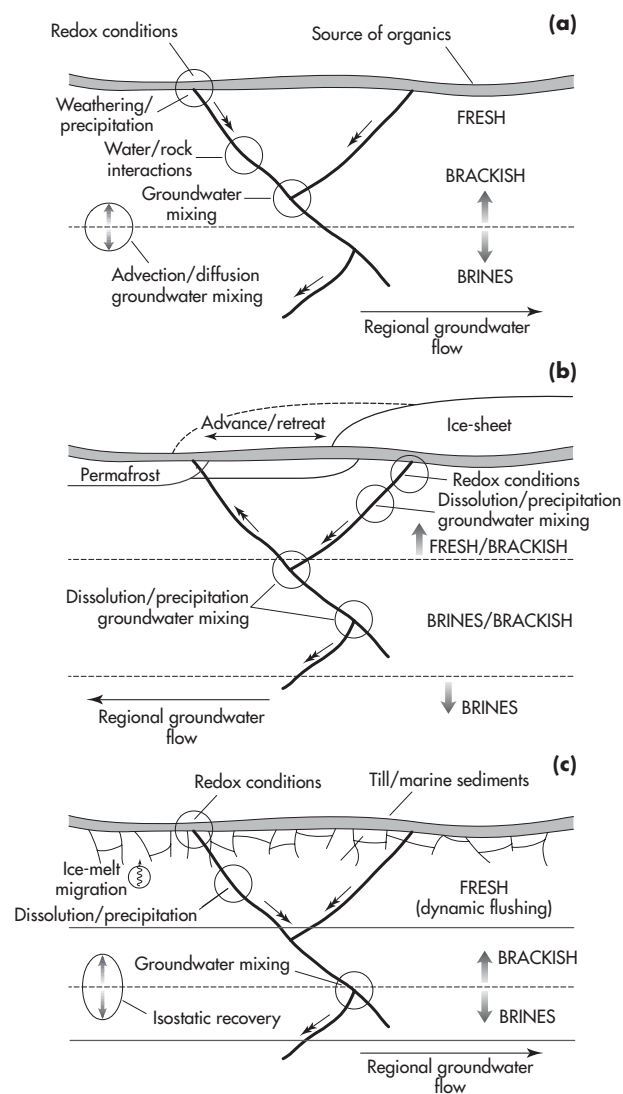 (a)
Redox conditions
Source of organics
Weathering/
precipitation
FRESH
Water/rock
interactions
BRACKISH
Groundwater
mixing
Advection/diffusion
groundwater mixing
BRINES
Regional groundwater
flow
(b)
Advance/retreat
Ice-sheet
Permafrost
Redox conditions
Dissolution/precipitation
groundwater mixing
FRESH/BRACKISH
Dissolution/precipitation
groundwater mixing
BRINES/BRACKISH
Regional groundwater
flow
BRINES
(c)
Redox conditions
Till/marine sediments
Ice-melt
migration
FRESH
(dynamic flushing)
Dissolution/precipitation
Groundwater mixing
BRACKISH
Isostatic recovery
BRINES
Regional groundwater
flow